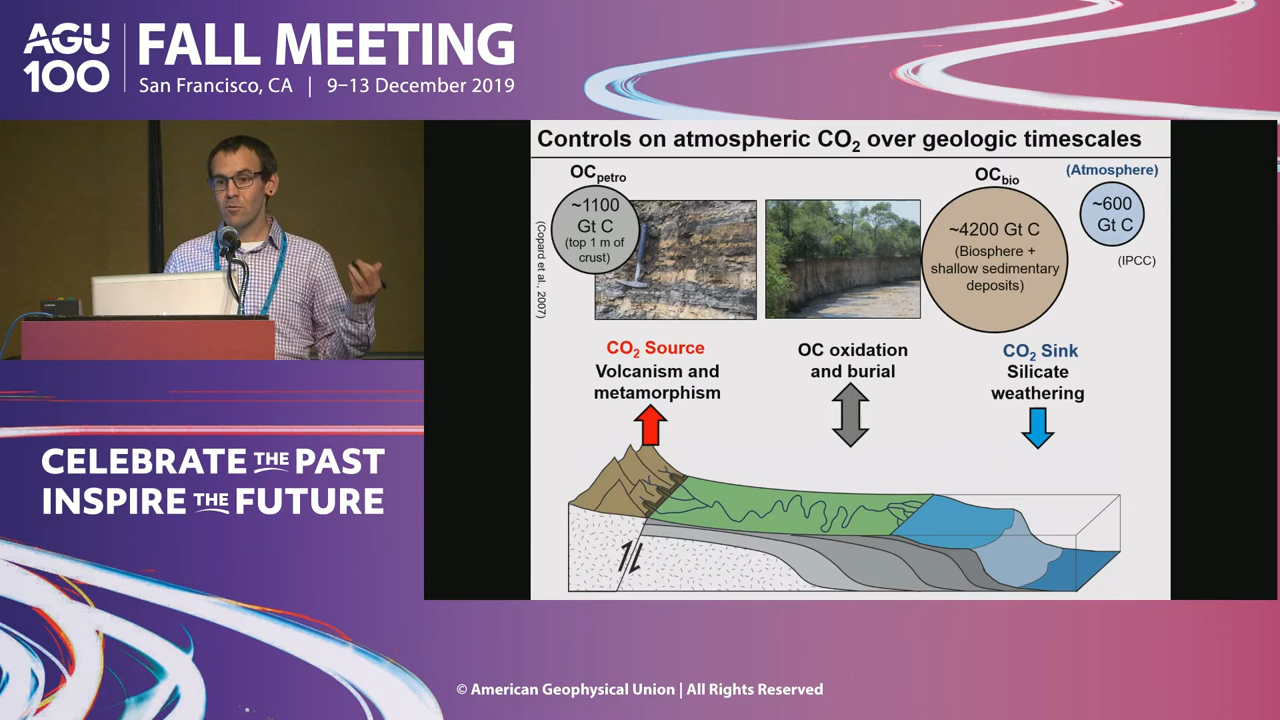 AGU
100
FALL MEETING
San Francisco, CA | 9–13 December 2019
Controls on atmospheric CO2 over geologic timescales
OCpetro
~1100
Gt C
(top 1 m of
crust)
(Copard et al., 2007)
OCbio
~4200 Gt C
(Biosphere +
shallow sedimentary
deposits)
(Atmosphere)
~600
Gt C
(IPCC)
CO2 Source
Volcanism and
metamorphism
OC oxidation
and burial
CO2 Sink
Silicate
weathering
CELEBRATE THE PAST
INSPIRE THE FUTURE
© American Geophysical Union | All Rights Reserved